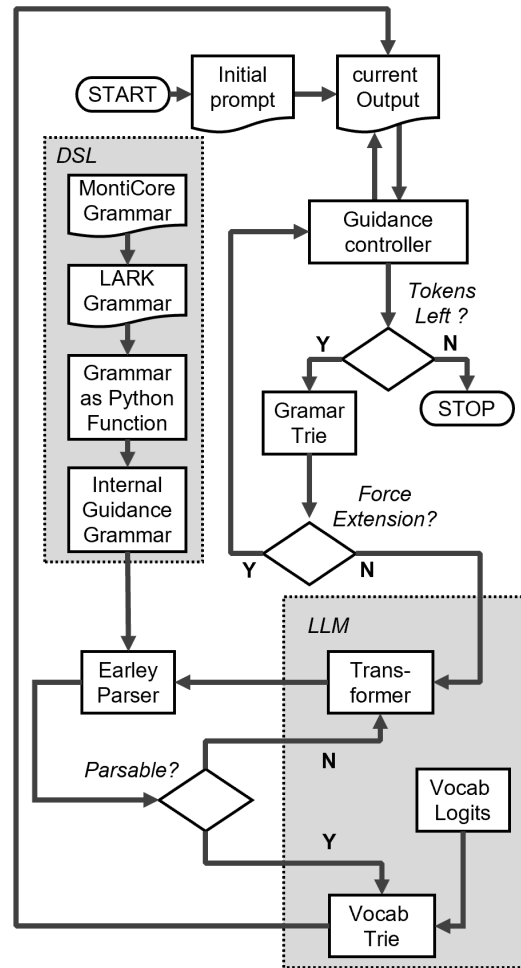 START
Initial
prompt
current
Output
DSL
MontiCore
Grammar
LARK
Grammar
Grammar
as Python
Function
Internal
Guidance
Grammar
Guidance
controller
Tokens
Left ?
Y
N
Gramar
Trie
STOP
Force
Extension?
Y
N
LLM
Earley
Parser
Trans-
former
Parsable?
N
Y
Vocab
Logits
Vocab
Trie